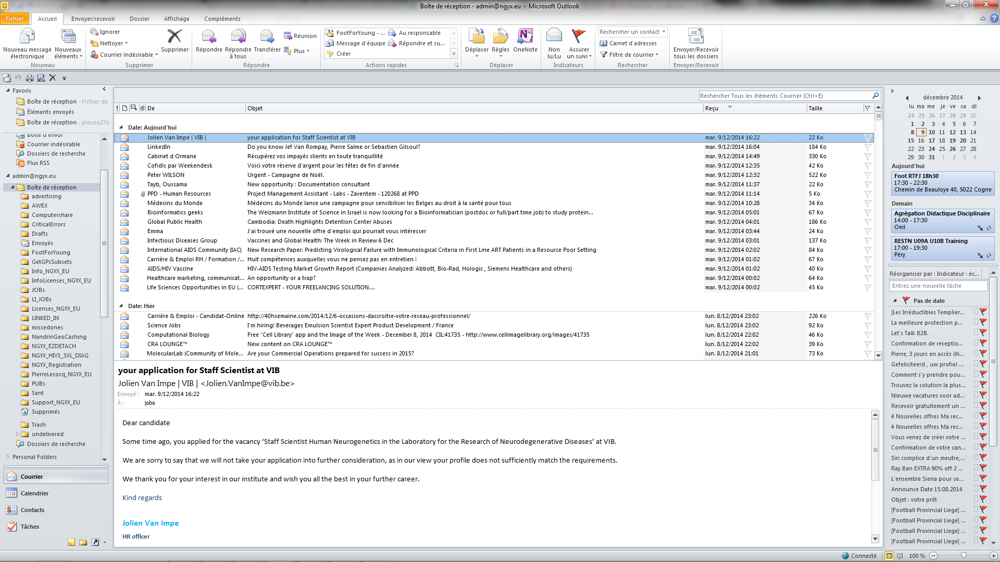 Boîte de réception - admin@ngyx.eu - Microsoft Outlook
Fichier Accueil Envoyer/recevoir Dossier Affichage Compléments
Nouveau message électronique
Nouveaux éléments
Nouveau
Ignorer
Nettoyer
Courrier indésirable
Supprimer
Supprimer
Répondre
Répondre à tous
Transférer
Réunion
Plus
Répondre
FootForYoung - ...
Message d'équipe
Créer
Au responsable
Répondre et su...
Actions rapides
Déplacer
Règles
OneNote
Déplacer
Non lu/Lu
Assurer un suivi
Indicateurs
Rechercher un contact
Carnet d'adresses
Filtre de courrier
Rechercher
Envoyer/Recevoir tous les dossiers
Envoyer/Recevoir
Favoris
Boîte de réception - Fichier de
Éléments envoyés
Boîte de réception - piecoq23@
Boîte d'envoi
Courrier indésirable
Dossiers de recherche
Flux RSS
admin@ngyx.eu
Boîte de réception
advertising
AWEX
Computershare
CriticalErrors
Drafts
Envoyés
FootForYoung
GetGPsSubsets
Info_NGYX_EU
InfoLicenses_NGYX_EU
JOBs
LI_JOBs
Licenses_NGYX_EU
LINKED_IN
missedones
NandrinGeoCaching
NGYX_EZDETACH
NGYX_HIV1_3XL_DIAG
NGYX_Registration
PierreLecocq_NGYX_EU
PUBs
Sent
Support_NGYX_EU
Supprimés
Trash
undelivered
Dossiers de recherche
Personal Folders
Courrier
Calendrier
Contacts
Tâches
Rechercher Tous les éléments Courrier (Ctrl+E)
De Objet Reçu Taille
Date: Aujourd'hui
Jolien Van Impe | VIB | your application for Staff Scientist at VIB mar. 9/12/2014 16:22 22 Ko
LinkedIn Do you know Jef Van Rompay, Pierre Salme or Sebastien Gilsoul? mar. 9/12/2014 16:04 184 Ko
Cabinet d Ormane Récupérez vos impayés clients en toute tranquillité mar. 9/12/2014 14:49 330 Ko
Cofidis par Weekendesk Voici votre réserve d'argent pour les fêtes de fin d'année mar. 9/12/2014 12:35 42 Ko
Peter WILSON Urgent - Campagne de Noël. mar. 9/12/2014 12:32 522 Ko
Tayb, Oussama New opportunity : Documentation consultant mar. 9/12/2014 11:37 22 Ko
PPD - Human Resources Project Management Assistant - Labs - Zaventem - 120268 at PPD mar. 9/12/2014 11:14 5 Ko
Médecins du Monde Médecins du Monde lance une campagne pour sensibiliser les Belges au droit à la santé pour tous mar. 9/12/2014 10:28 34 Ko
Bioinformatics geeks The Weizmann Institute of Science in Israel is now looking for a Bioinformatician (postdoc or full/part time job) to study protein... mar. 9/12/2014 05:01 67 Ko
Global Public Health Cambodia: Death Highlights Detention Center Abuses mar. 9/12/2014 04:01 186 Ko
Emma J'ai trouvé une nouvelle offre d'emploi qui pourrait vous intéresser mar. 9/12/2014 03:44 24 Ko
Infectious Diseases Group Vaccines and Global Health: The Week in Review 6 Dec mar. 9/12/2014 03:01 137 Ko
International AIDS Community (IAC) New Research Paper: Predicting Virological Failure with Immunological Criteria in First Line ART Patients in a Resource Poor Setting mar. 9/12/2014 02:02 84 Ko
Carrière & Emploi RH / Formation /... Huit compétences auxquelles vous ne pensez pas en entretien ! mar. 9/12/2014 01:02 67 Ko
AIDS/HIV Vaccine HIV-AIDS Testing Market Growth Report (Companies Analyzed: Abbott, Bio-Rad, Hologic , Siemens Healthcare and others) mar. 9/12/2014 01:02 40 Ko
Healthcare marketing, communicat... An opportunity or a trap? mar. 9/12/2014 00:02 64 Ko
Life Sciences Opportunities in EU (... CORTEXPERT - YOUR FREELANCING SOLUTION.... mar. 9/12/2014 00:02 45 Ko
Date: Hier
Carrière & Emploi - Candidat-Online http://40hsemaine.com/2014/12/6-occasions-daccroitre-votre-reseau-professionnel/ lun. 8/12/2014 23:02 226 Ko
Science Jobs I'm hiring! Beverages Emulsion Scientist Expert Product Development / France lun. 8/12/2014 23:02 92 Ko
Computational Biology Free "Cell Library" app and the Image of the Week - December 8, 2014 CIL:41735 - http://www.cellimagelibrary.org/images/41735 lun. 8/12/2014 22:02 46 Ko
CRA LOUNGE™ New content on CRA LOUNGE™ lun. 8/12/2014 22:02 39 Ko
MolecularLab (Community of Mole... Are your Commercial Operations prepared for success in 2015? lun. 8/12/2014 21:01 73 Ko
your application for Staff Scientist at VIB
Jolien Van Impe | VIB | <Jolien.VanImpe@vib.be>
Envoyé : mar. 9/12/2014 16:22
À : jobs
Dear candidate
Some time ago, you applied for the vacancy ‘Staff Scientist Human Neurogenetics in the Laboratory for the Research of Neurodegenerative Diseases’ at VIB.
We are sorry to say that we will not take your application into further consideration, as in our view your profile does not sufficiently match the requirements.
We thank you for your interest in our institute and wish you all the best in your further career.
Kind regards
Jolien Van Impe
HR officer
décembre 2014
lu ma me je ve sa di
24 25 26 27 28 29 30
1 2 3 4 5 6 7
8 9 10 11 12 13 14
15 16 17 18 19 20 21
22 23 24 25 26 27 28
29 30 31 1 2 3 4
Aujourd'hui
Foot RTFJ 18h30
17:30 - 22:30
Chemin de Beauloye 40, 5022 Cogne
Demain
Agrégation Didactique Disciplinaire
14:00 - 17:30
Oeil
RESTN U09A U10B Training
17:00 - 19:30
Péry
Réorganiser par : Indicateur : éc...
Entrez une nouvelle tâche
Pas de date
[Les Irréductibles Templier...
La meilleure protection p...
Let's Talk B2B.
Confirmation de receptio...
Pierre, 3 jours en accès illi...
Gefeliciteerd , uw profiel ...
Comment s'y prendre pou...
Trouvez la solution la plus...
Nieuwe vacatures voor ad...
Recevoir gratuitement un ...
4 Nouvelles offres Ma rec...
4 Nouvelles offres Ma rec...
Vous venez de créer votre ...
Confirmation de votre can...
Siri complice d'un meutre,...
Ray Ban EXTRA 90% off 2 ...
L'ensemble Siena pour se...
Announce Date 15.08.2014
Objet : votre prêt
[Football Provincial Liege] ...
[Football Provincial Liege] ...
[Football Provincial Liege] ...
[Football Provincial Liege] ...
Connecté 100 %